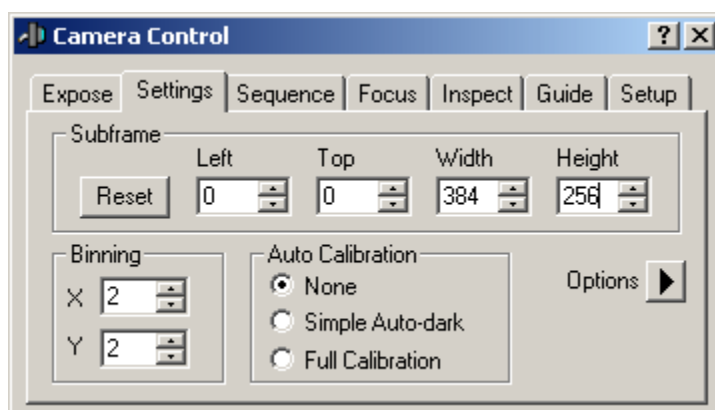 Camera Control
Expose Settings Sequence Focus Inspect Guide Setup
Subframe
Left Top Width Height
Reset 0 0 384 256
Binning
X 2
Y 2
Auto Calibration
None
Simple Auto-dark
Full Calibration
Options